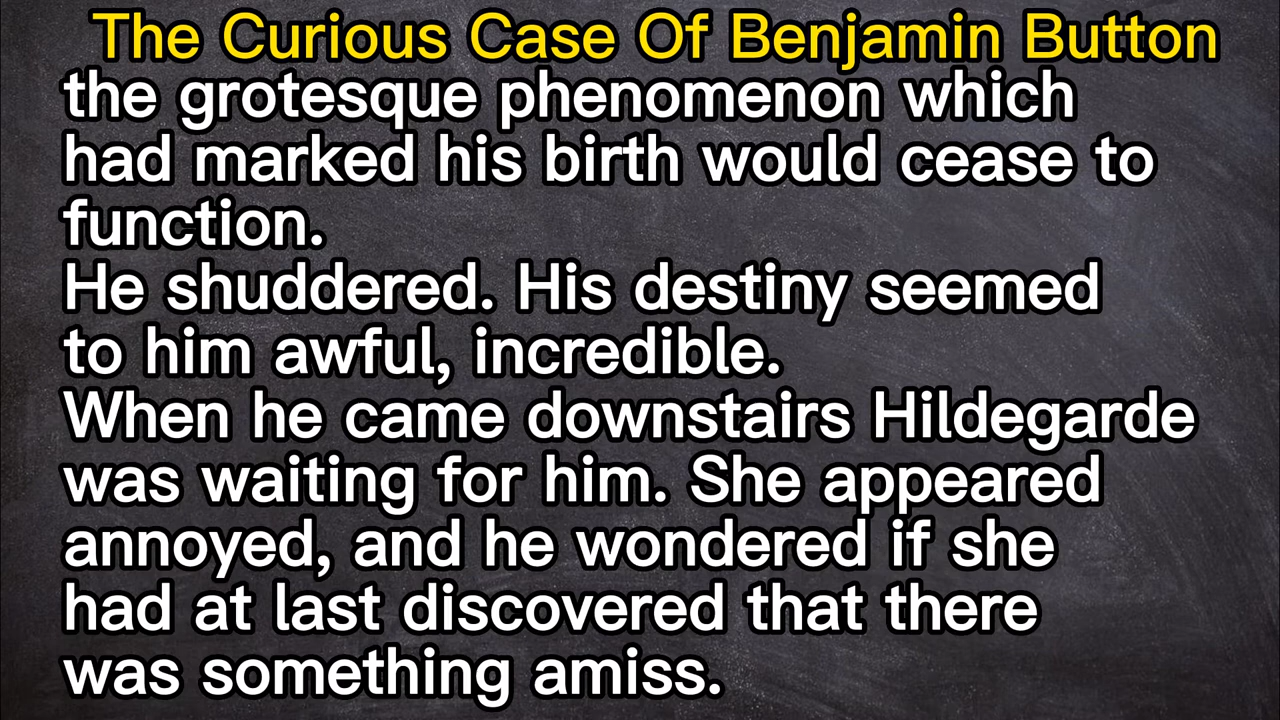 The Curious Case Of Benjamin Button
the grotesque phenomenon which
had marked his birth would cease to
function.
He shuddered. His destiny seemed
to him awful, incredible.
When he came downstairs Hildegarde
was waiting for him. She appeared
annoyed, and he wondered if she
had at last discovered that there
was something amiss.